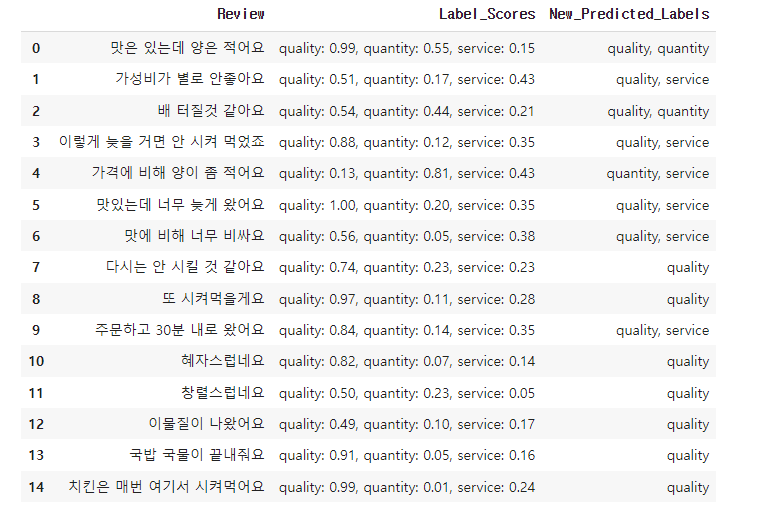 Review Label_Scores New_Predicted_Labels
0 맛은 있는데 양은 적어요 quality: 0.99, quantity: 0.55, service: 0.15 quality, quantity
1 가성비가 별로 안좋아요 quality: 0.51, quantity: 0.17, service: 0.43 quality, service
2 배 터질것 같아요 quality: 0.54, quantity: 0.44, service: 0.21 quality, quantity
3 이렇게 늦을 거면 안 시켜 먹었죠 quality: 0.88, quantity: 0.12, service: 0.35 quality, service
4 가격에 비해 양이 좀 적어요 quality: 0.13, quantity: 0.81, service: 0.43 quantity, service
5 맛있는데 너무 늦게 왔어요 quality: 1.00, quantity: 0.20, service: 0.35 quality, service
6 맛에 비해 너무 비싸요 quality: 0.56, quantity: 0.05, service: 0.38 quality, service
7 다시는 안 시킬 것 같아요 quality: 0.74, quantity: 0.23, service: 0.23 quality
8 또 시켜먹을게요 quality: 0.97, quantity: 0.11, service: 0.28 quality
9 주문하고 30분 내로 왔어요 quality: 0.84, quantity: 0.14, service: 0.35 quality, service
10 혜자스럽네요 quality: 0.82, quantity: 0.07, service: 0.14 quality
11 창렬스럽네요 quality: 0.50, quantity: 0.23, service: 0.05 quality
12 이물질이 나왔어요 quality: 0.49, quantity: 0.10, service: 0.17 quality
13 국밥 국물이 끝내줘요 quality: 0.91, quantity: 0.05, service: 0.16 quality
14 치킨은 매번 여기서 시켜먹어요 quality: 0.99, quantity: 0.01, service: 0.24 quality